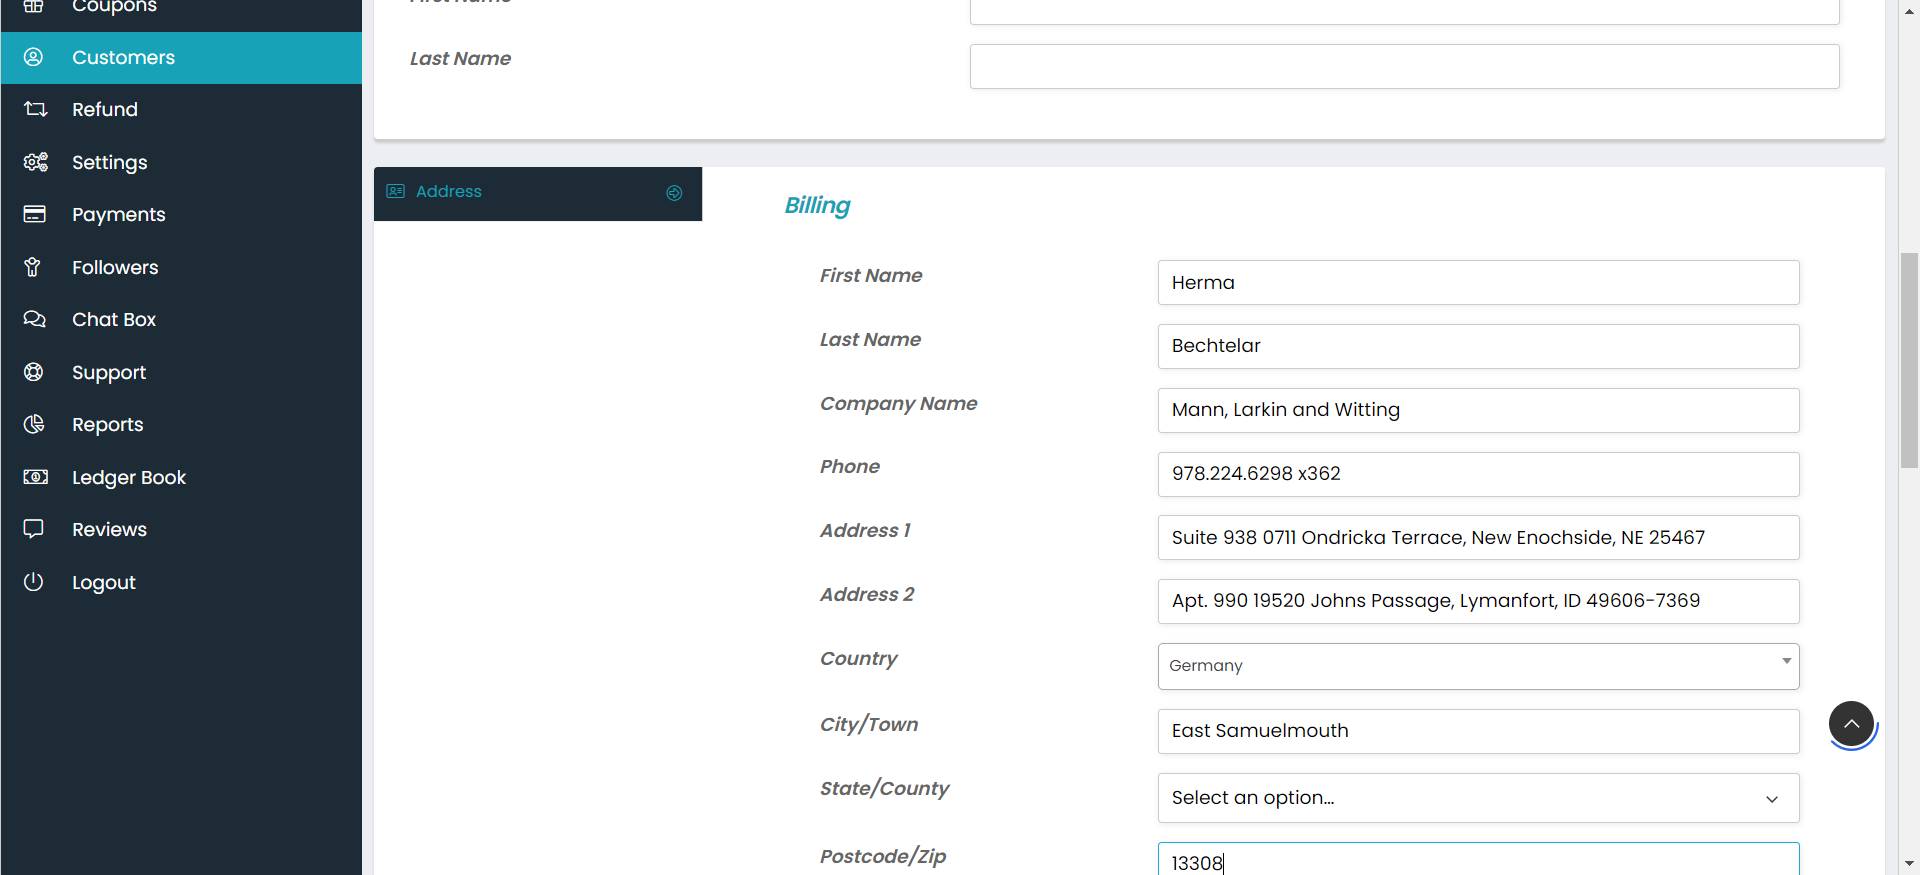 Coupons
Customers
Refund
Settings
Payments
Followers
Chat Box
Support
Reports
Ledger Book
Reviews
Logout
First Name
Last Name
Address
Billing
First Name
Herma
Last Name
Bechtelar
Company Name
Mann, Larkin and Witting
Phone
978.224.6298 x362
Address 1
Suite 938 0711 Ondricka Terrace, New Enochside, NE 25467
Address 2
Apt. 990 19520 Johns Passage, Lymanfort, ID 49606-7369
Country
Germany
City/Town
East Samuelmouth
State/County
Select an option...
Postcode/Zip
13308